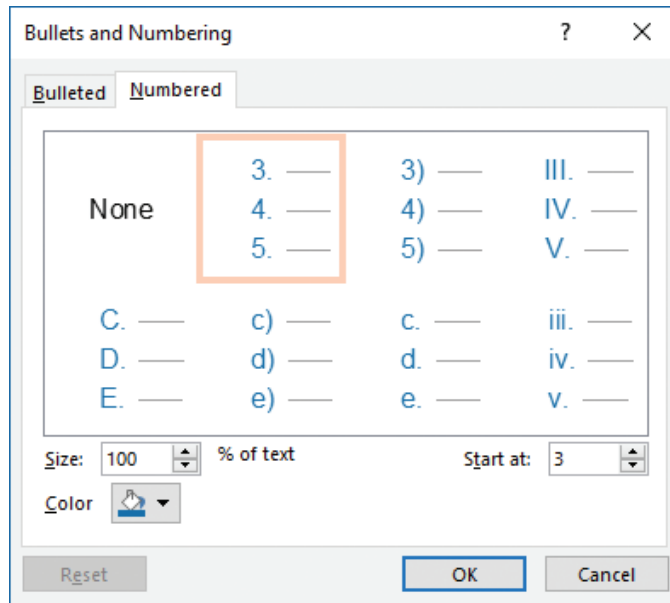 Bullets and Numbering ?
Bulleted Numbered
None
3.
4.
5.
3)
4)
5)
III.
IV.
V.
C.
D.
E.
c)
d)
e)
c.
d.
e.
iii.
iv.
v.
Size: 100 % of text Start at: 3
Color
Reset OK Cancel